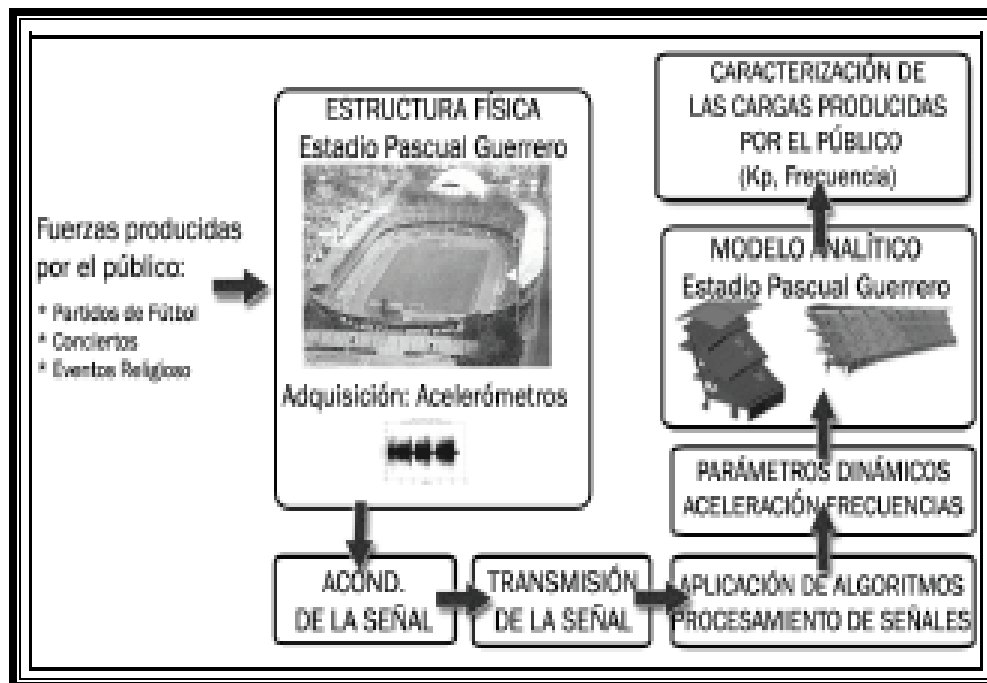 Fuerzas producidas
por el público:
* Partidos de Fútbol
* Conciertos
* Eventos Religioso
ESTRUCTURA FÍSICA
Estadio Pascual Guerrero
Adquisición: Acelerómetros
ACOND.
DE LA SEÑAL
TRANSMISIÓN
DE LA SEÑAL
APLICACIÓN DE ALGORITMOS
PROCESAMIENTO DE SEÑALES
PARÁMETROS DINÁMICOS
ACELERACIÓN FRECUENCIAS
MODELO ANALÍTICO
Estadio Pascual Guerrero
CARACTERIZACIÓN DE
LAS CARGAS PRODUCIDAS
POR EL PÚBLICO
(Kp, Frecuencia)